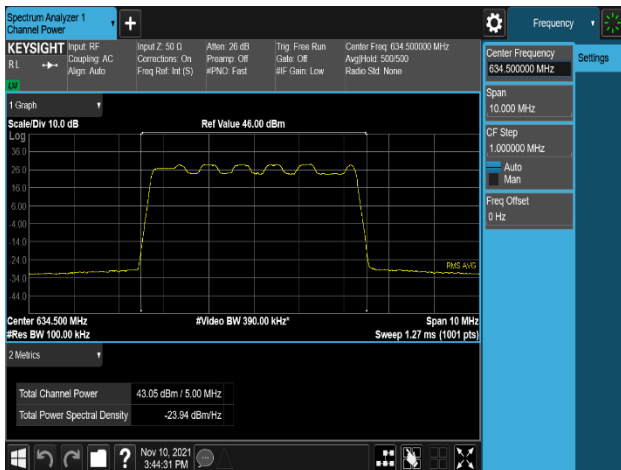 Spectrum Analyzer 1
Channel Power
+
Frequency
KEYSIGHT
R L
LXI
Input: RF
Coupling: AC
Align: Auto
Input Z: 50 Ω
Corrections: On
Freq Ref: Int (S)
Atten: 26 dB
Preamp: Off
#PNO: Fast
Trig: Free Run
Gate: Off
#IF Gain: Low
Center Freq: 634.500000 MHz
Avg|Hold: 500/500
Radio Std: None
Center Frequency
634.500000 MHz
Settings
Span
10.000 MHz
CF Step
1.000000 MHz
Auto
Man
Freq Offset
0 Hz
1 Graph
Scale/Div 10.0 dB
Ref Value 46.00 dBm
Log
36.0
26.0
16.0
6.00
-4.00
-14.0
-24.0
-34.0
-44.0
RMS AVG
Center 634.500 MHz
#Video BW 390.00 kHz*
Span 10 MHz
#Res BW 100.00 kHz
Sweep 1.27 ms (1001 pts)
2 Metrics
Total Channel Power 43.05 dBm / 5.00 MHz
Total Power Spectral Density -23.94 dBm/Hz
?
Nov 10, 2021
3:44:31 PM